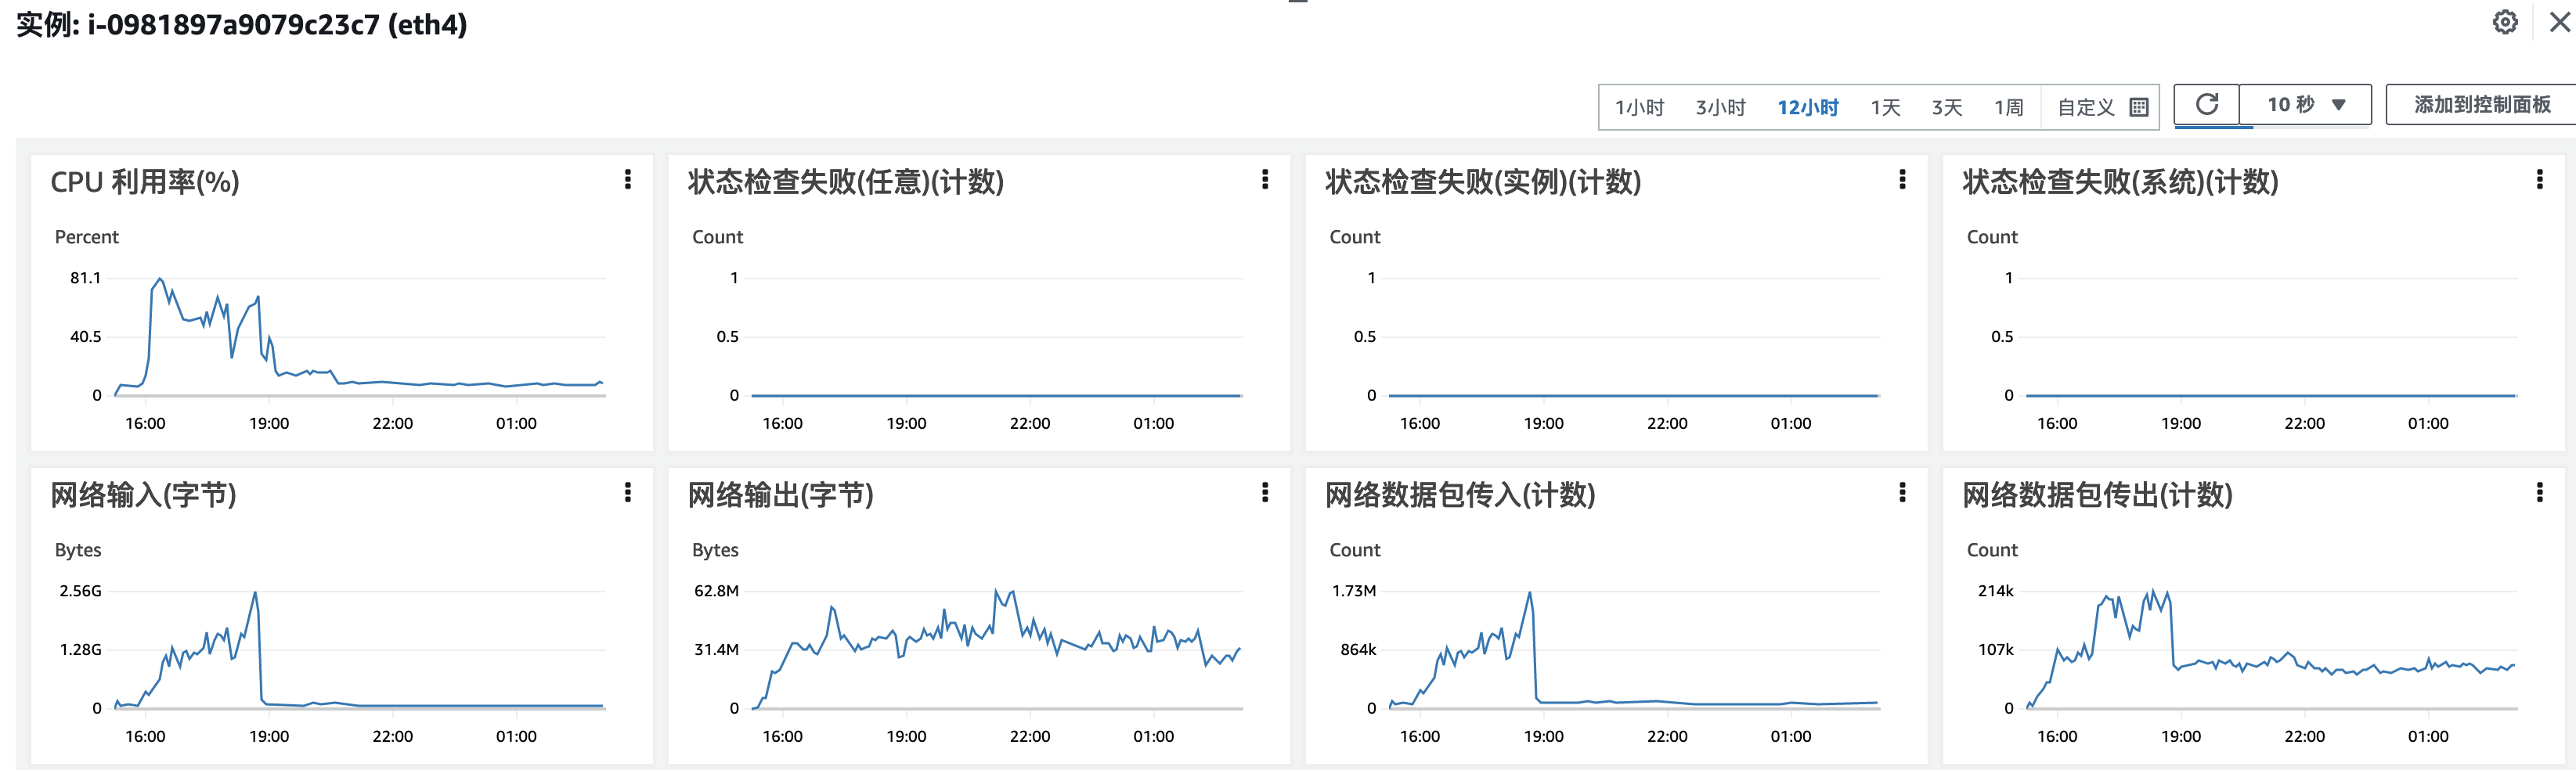 实例: i-0981897a9079c23c7 (eth4)
1小时 3小时 12小时 1天 3天 1周 自定义 10 秒 添加到控制面板
CPU 利用率(%)
Percent
81.1
40.5
0
16:00 19:00 22:00 01:00
状态检查失败(任意)(计数)
Count
1
0.5
0
16:00 19:00 22:00 01:00
状态检查失败(实例)(计数)
Count
1
0.5
0
16:00 19:00 22:00 01:00
状态检查失败(系统)(计数)
Count
1
0.5
0
16:00 19:00 22:00 01:00
网络输入(字节)
Bytes
2.56G
1.28G
0
16:00 19:00 22:00 01:00
网络输出(字节)
Bytes
62.8M
31.4M
0
16:00 19:00 22:00 01:00
网络数据包传入(计数)
Count
1.73M
864k
0
16:00 19:00 22:00 01:00
网络数据包传出(计数)
Count
214k
107k
0
16:00 19:00 22:00 01:00